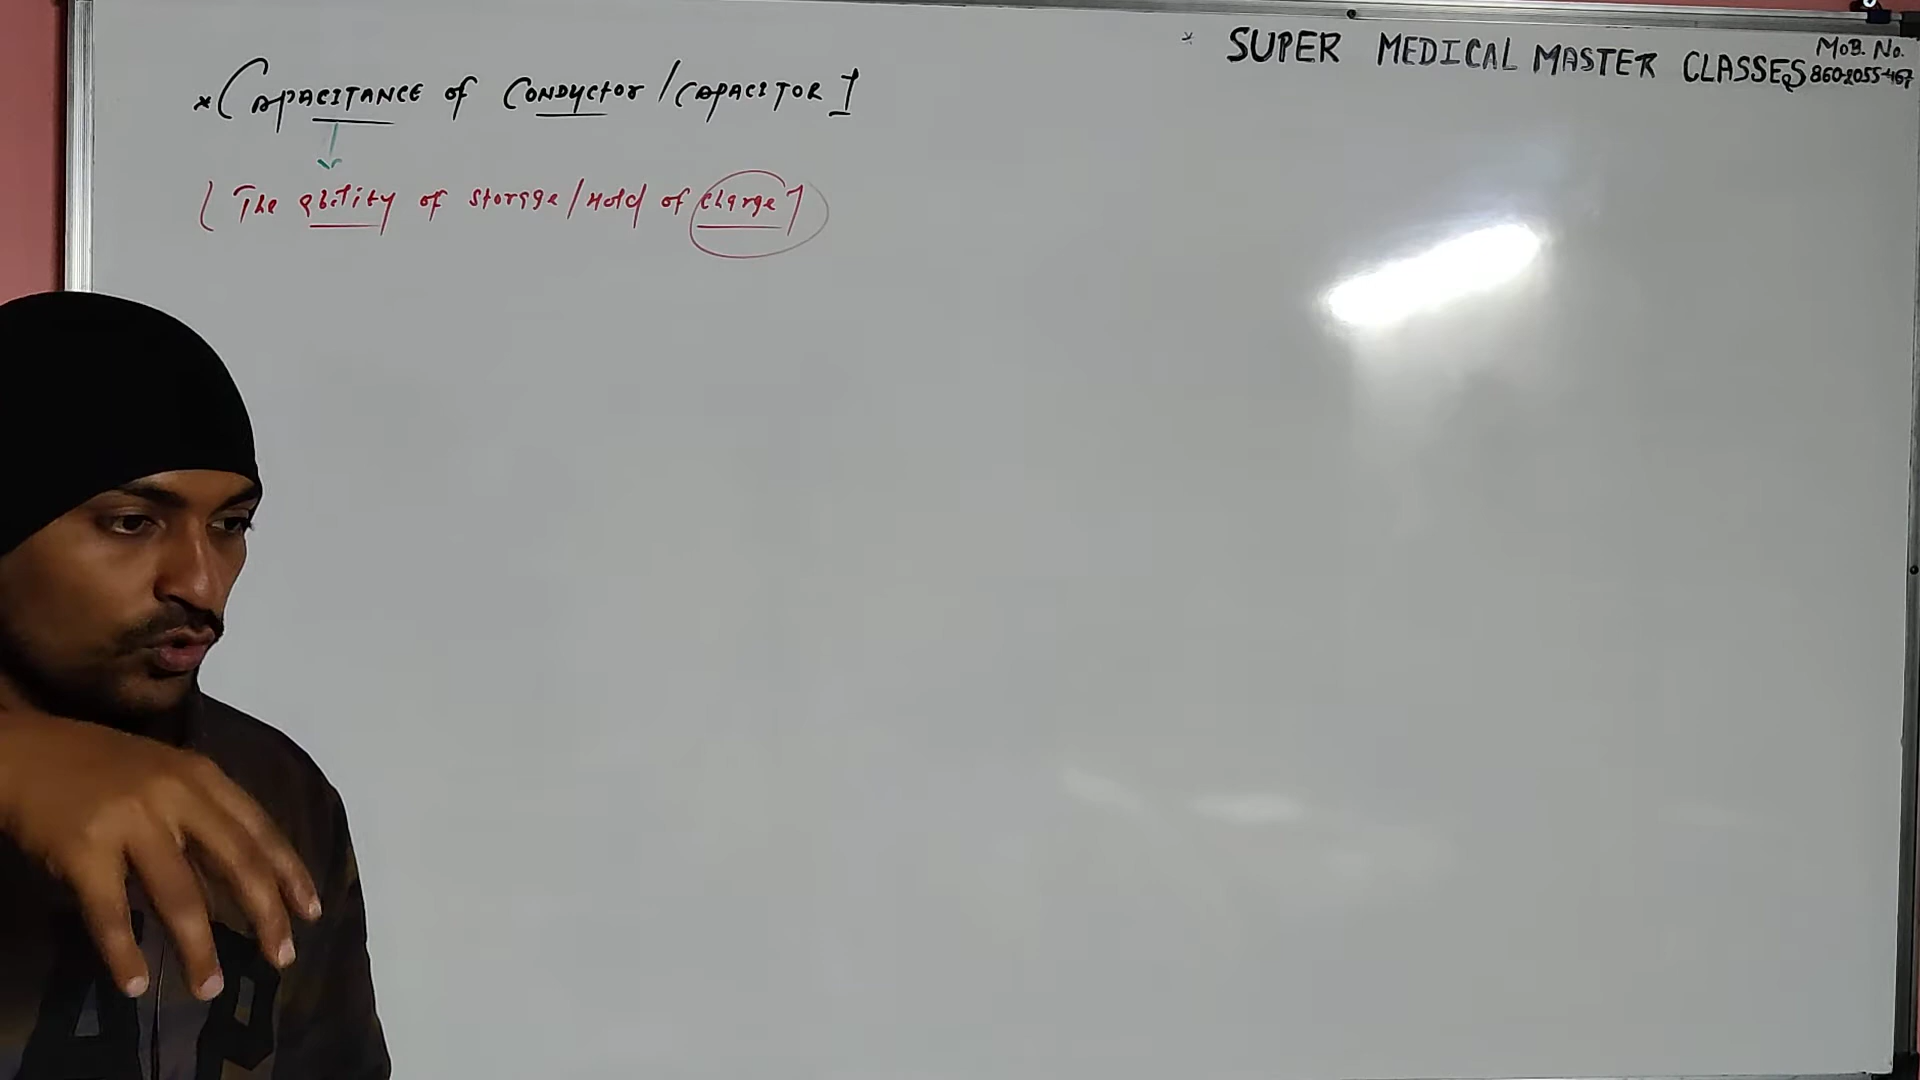 * CAPACITANCE of CONDUCTOR / CAPACITOR ]
( The ability of storage / Hold of charge ]
* SUPER MEDICAL MASTER CLASSES
MOB. No.
860-2055-467